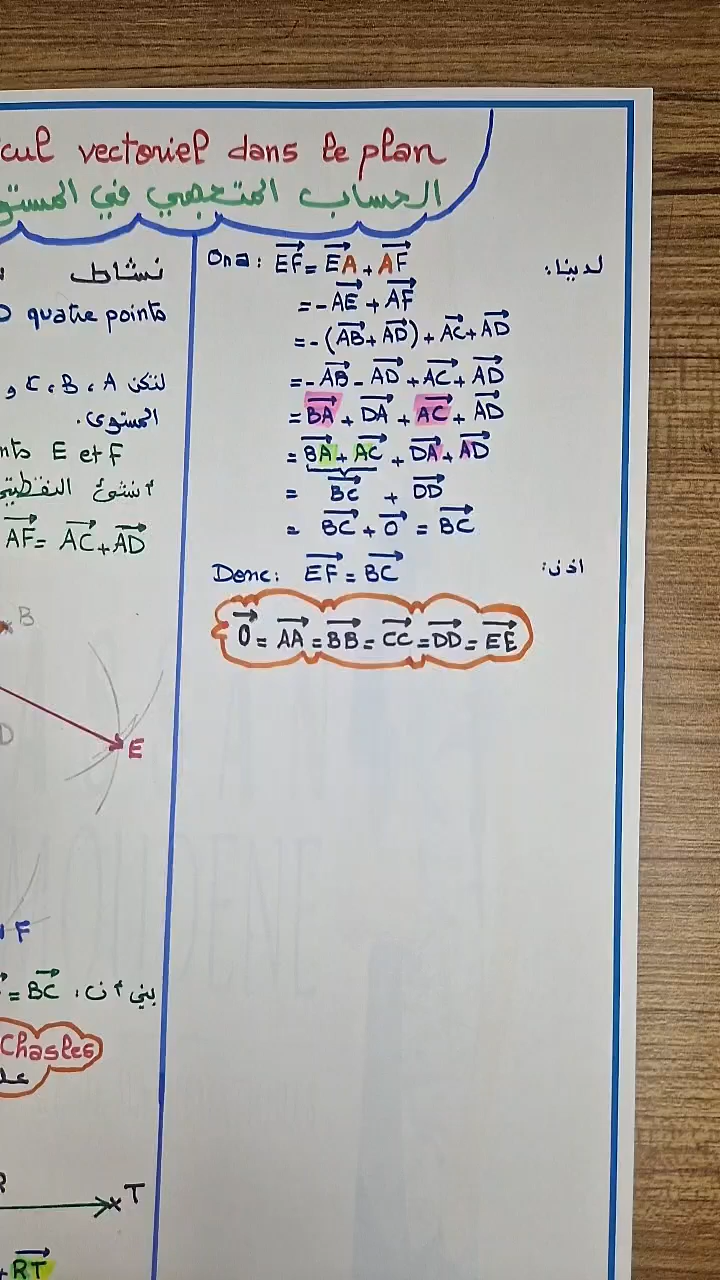 cul vectoriel dans le plan
الحساب المتجهي في المستو
نشاط
D quatre points
لتكن A ، B ، C و
المستوى.
nts E et F
أنشئ النقطتي
AF = AC + AD
B
D
E
F
= BC بين أن:
Chasles
علا
T
+ RT
On a: EF = EA + AF لدينا:
= - AE + AF
= - (AB + AD) + AC + AD
= - AB - AD + AC + AD
= BA + DA + AC + AD
= BA + AC + DA + AD
= BC + DD
= BC + 0 = BC
Donc: EF = BC اذن:
0 = AA = BB = CC = DD = EE